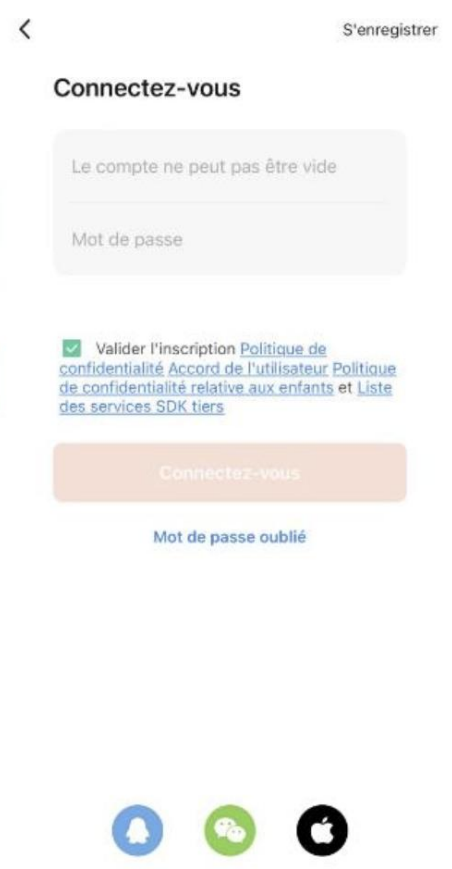 S'enregistrer
Connectez-vous
Le compte ne peut pas être vide
Mot de passe
Valider l'inscription Politique de
confidentialité Accord de l'utilisateur Politique
de confidentialité relative aux enfants et Liste
des services SDK tiers
Connectez-vous
Mot de passe oublié